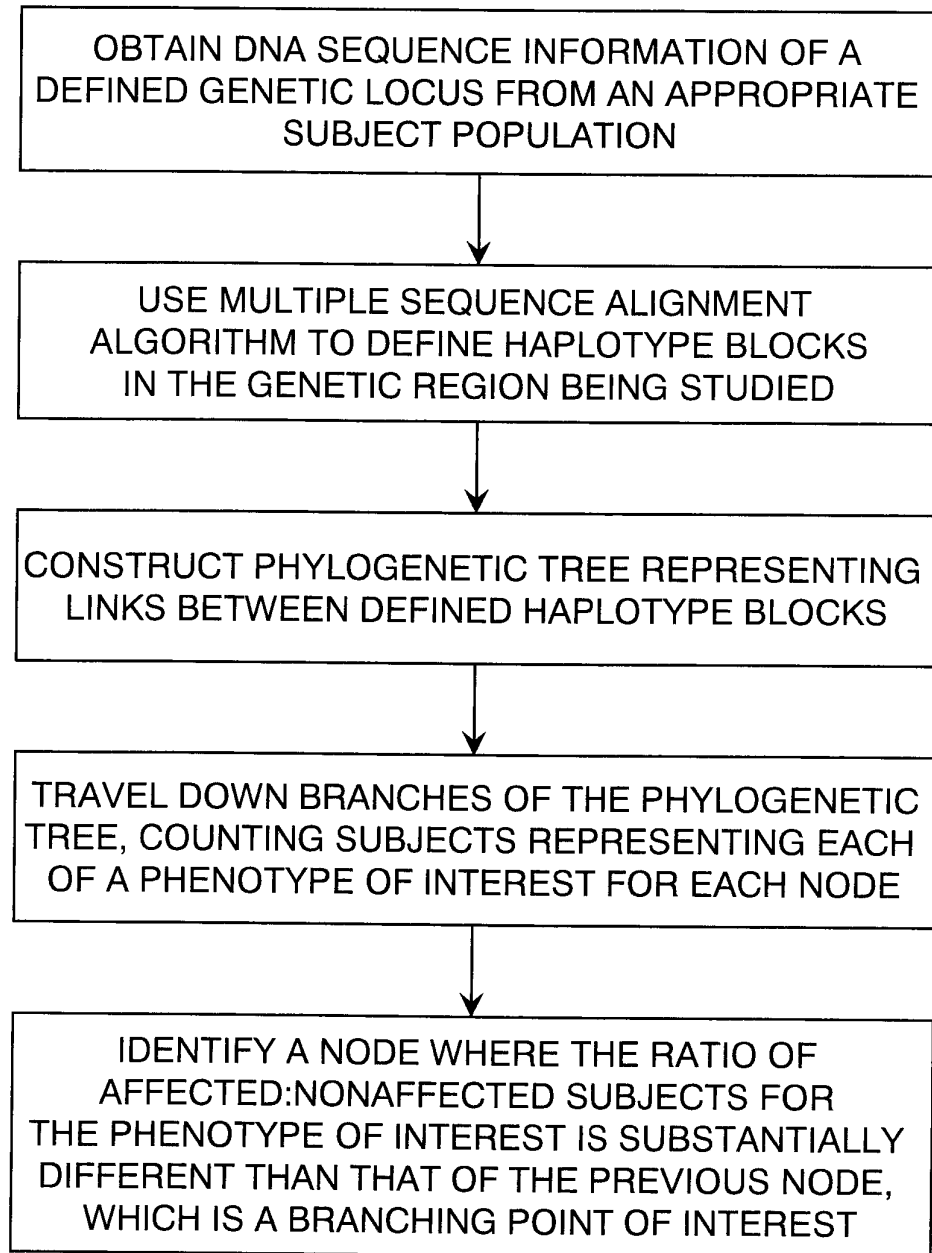 OBTAIN DNA SEQUENCE INFORMATION OF A
DEFINED GENETIC LOCUS FROM AN APPROPRIATE
SUBJECT POPULATION
USE MULTIPLE SEQUENCE ALIGNMENT
ALGORITHM TO DEFINE HAPLOTYPE BLOCKS
IN THE GENETIC REGION BEING STUDIED
CONSTRUCT PHYLOGENETIC TREE REPRESENTING
LINKS BETWEEN DEFINED HAPLOTYPE BLOCKS
TRAVEL DOWN BRANCHES OF THE PHYLOGENETIC
TREE, COUNTING SUBJECTS REPRESENTING EACH
OF A PHENOTYPE OF INTEREST FOR EACH NODE
IDENTIFY A NODE WHERE THE RATIO OF
AFFECTED:NONAFFECTED SUBJECTS FOR
THE PHENOTYPE OF INTEREST IS SUBSTANTIALLY
DIFFERENT THAN THAT OF THE PREVIOUS NODE,
WHICH IS A BRANCHING POINT OF INTEREST